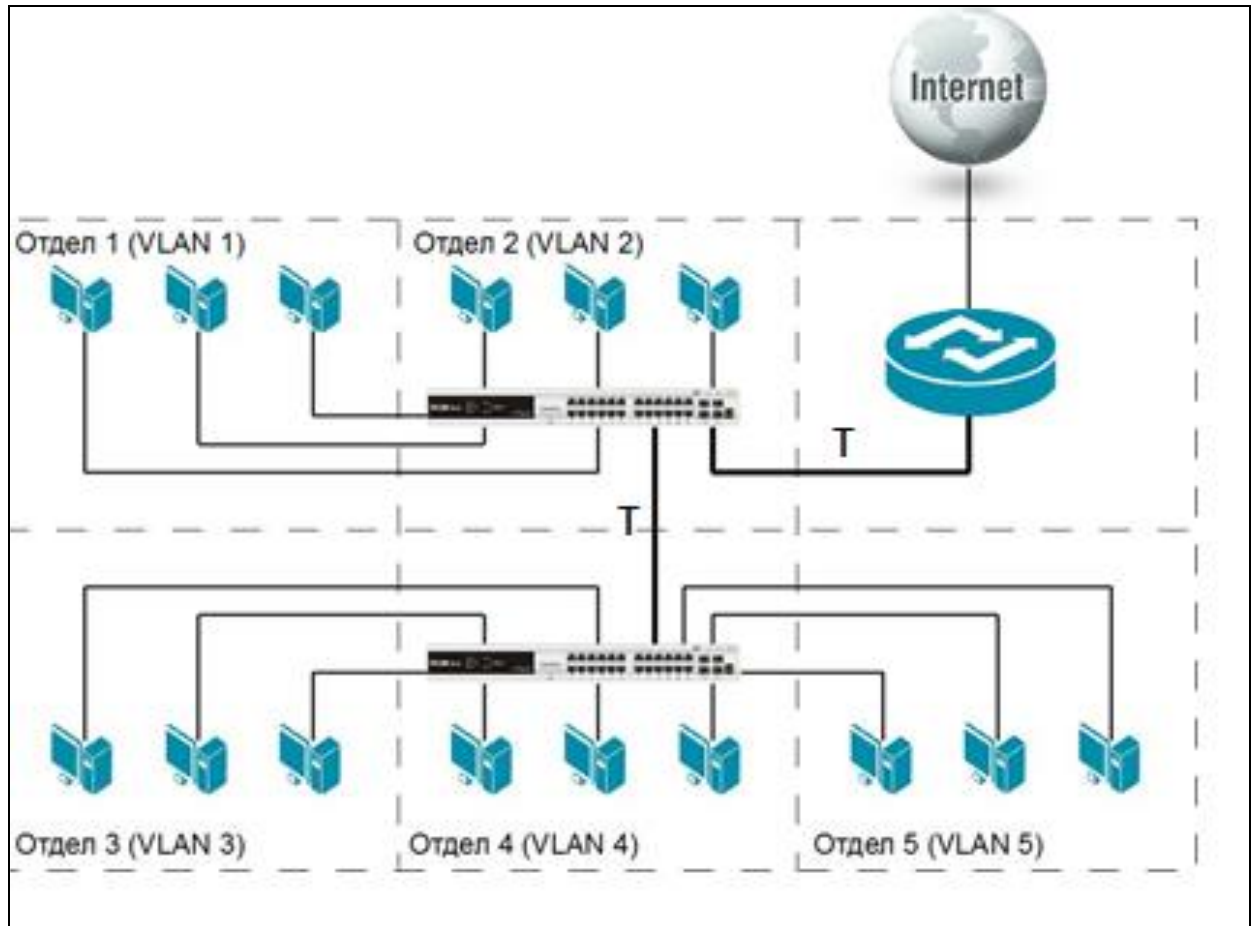 Internet
Отдел 1 (VLAN 1)
Отдел 2 (VLAN 2)
T
T
Отдел 3 (VLAN 3)
Отдел 4 (VLAN 4)
Отдел 5 (VLAN 5)